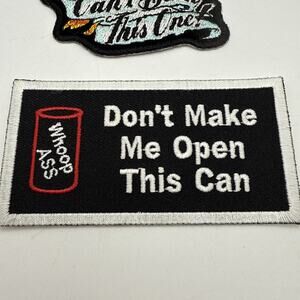 This One?
Whoop
ASS
Don't Make
Me Open
This Can